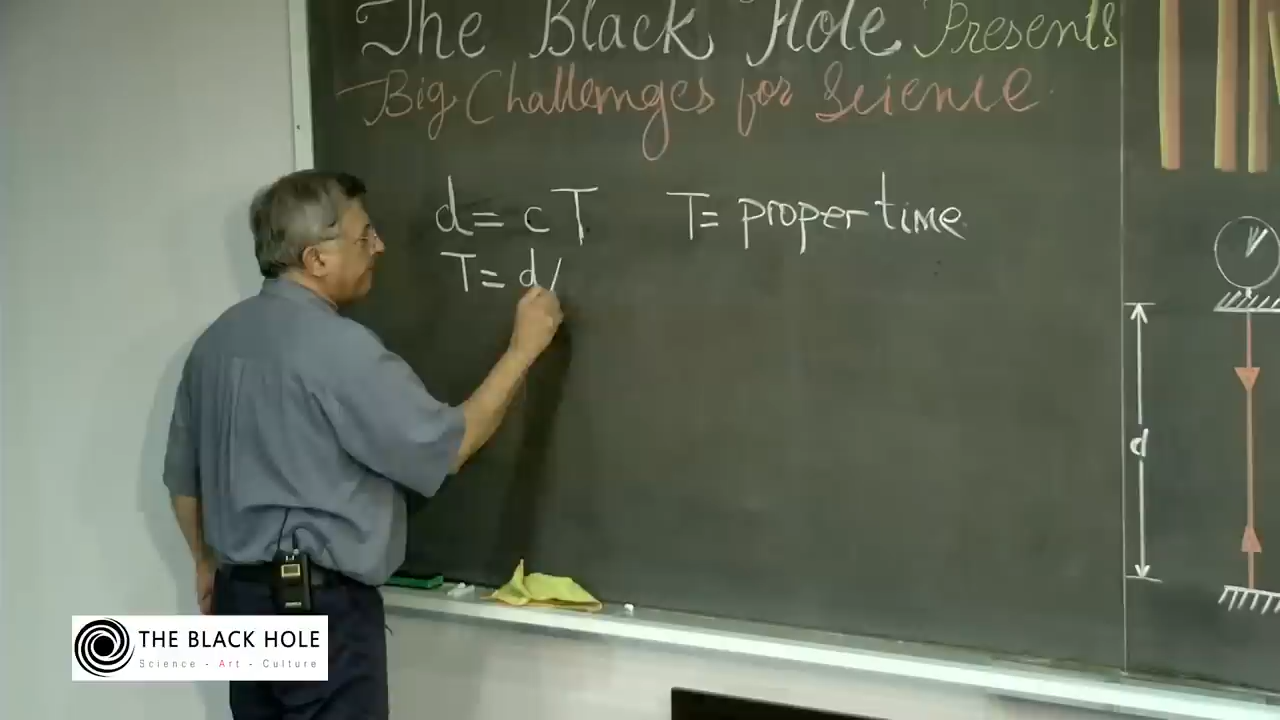 The Black Hole Presents
Big Challenges for Science
d = cT T = proper time
T = d/
d
THE BLACK HOLE
Science - Art - Culture